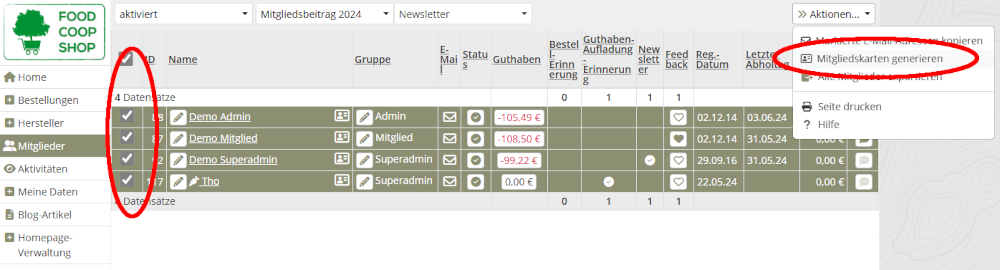 FOOD
COOP
SHOP
aktiviert
Mitgliedsbeitrag 2024
Newsletter
Aktionen...
Markierte E-Mail-Adressen kopieren
Mitgliedskarten generieren
Alle Mitglieder exportieren
Seite drucken
Hilfe
Home
Bestellungen
Hersteller
Mitglieder
Aktivitäten
Meine Daten
Blog-Artikel
Homepage-
Verwaltung
ID Name Gruppe E-Mail Status Guthaben Bestell-Erinnerung Guthaben-Aufladung-Erinnerung Newsletter Feedback Reg.-Datum Letzte Abholtag
4 Datensätze 0 1 1 1
88 Demo Admin Admin -105,49 € 02.12.14 03.06.24
87 Demo Mitglied Mitglied -108,50 € 02.12.14 31.05.24 0,00 €
92 Demo Superadmin Superadmin -99,22 € 29.09.16 31.05.24 0,00 €
Tho Superadmin 0,00 € 22.05.24 0,00 €
Datensätze 0 1 1 1